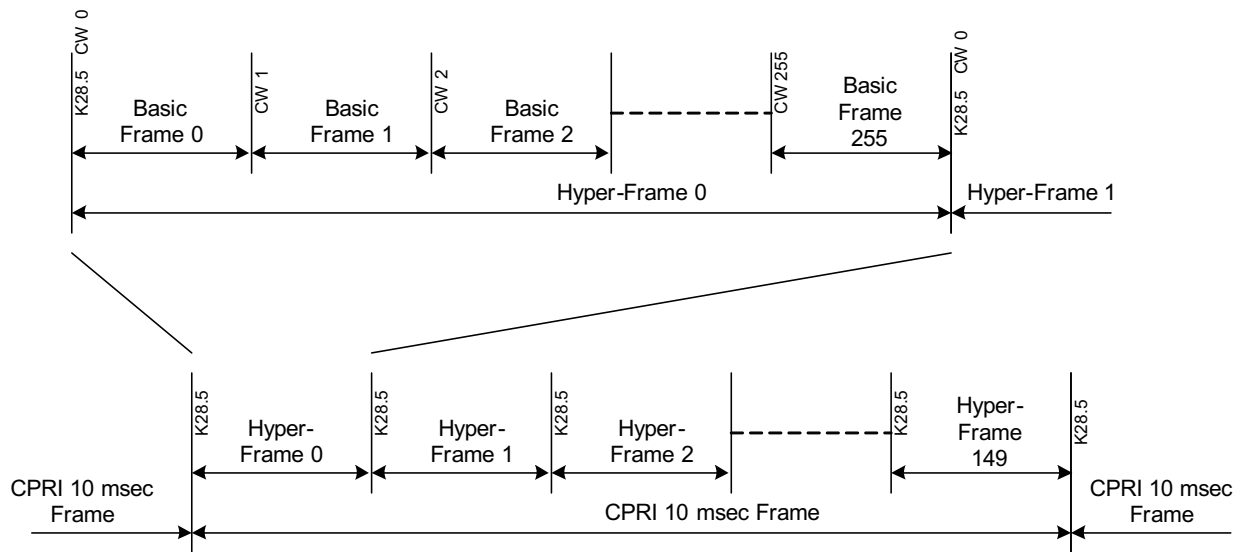 K28.5 CW 0
Basic
Frame 0
CW 1
Basic
Frame 1
CW 2
Basic
Frame 2
CW 255
Basic
Frame
255
K28.5 CW 0
Hyper-Frame 0
Hyper-Frame 1
K28.5
Hyper-
Frame 0
K28.5
Hyper-
Frame 1
K28.5
Hyper-
Frame 2
K28.5
Hyper-
Frame
149
K28.5
CPRI 10 msec
Frame
CPRI 10 msec Frame
CPRI 10 msec
Frame